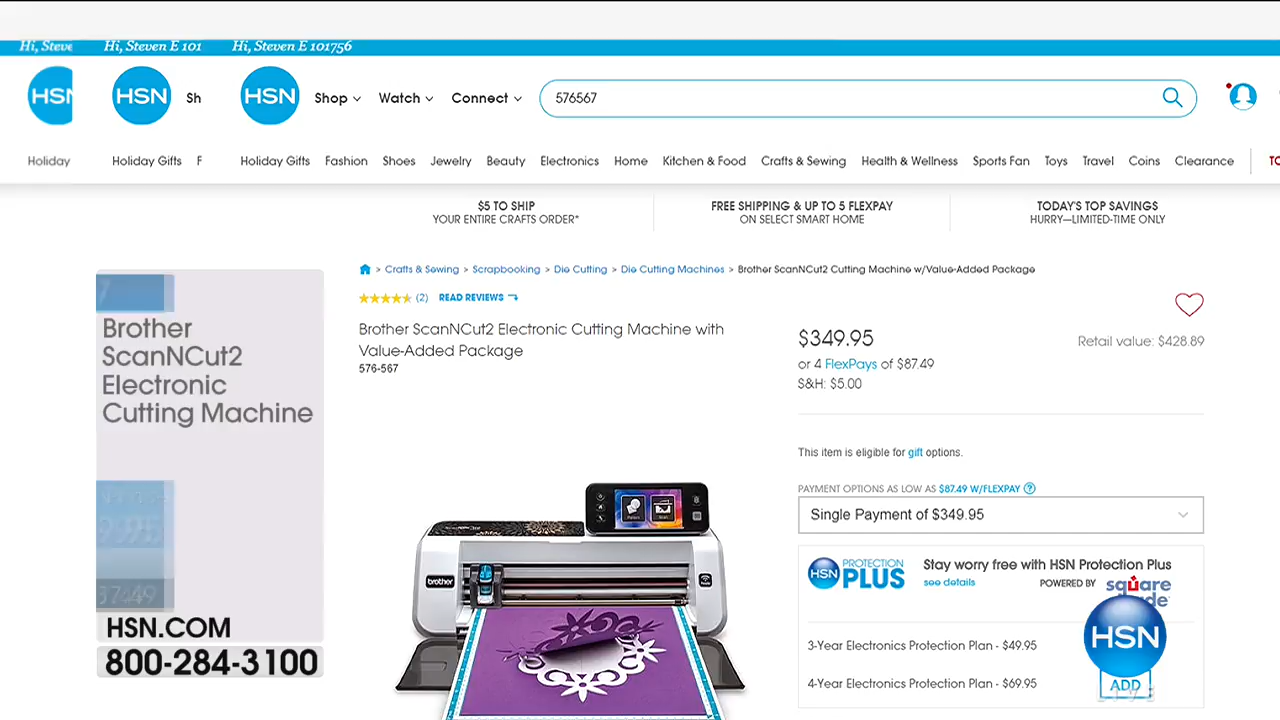 Hi, Steve Hi, Steven E 101 Hi, Steven E 101756
HSN HSN Sh HSN Shop Watch Connect 576567
Holiday Holiday Gifts F Holiday Gifts Fashion Shoes Jewelry Beauty Electronics Home Kitchen & Food Crafts & Sewing Health & Wellness Sports Fan Toys Travel Coins Clearance
$5 TO SHIP
YOUR ENTIRE CRAFTS ORDER*
FREE SHIPPING & UP TO 5 FLEXPAY
ON SELECT SMART HOME
TODAY'S TOP SAVINGS
HURRY—LIMITED-TIME ONLY
> Crafts & Sewing > Scrapbooking > Die Cutting > Die Cutting Machines > Brother ScanNCut2 Cutting Machine w/Value-Added Package
(2) READ REVIEWS
Brother ScanNCut2 Electronic Cutting Machine with
Value-Added Package
576-567
$349.95
Retail value: $428.89
or 4 FlexPays of $87.49
S&H: $5.00
This item is eligible for gift options.
PAYMENT OPTIONS AS LOW AS $87.49 W/FLEXPAY ?
Single Payment of $349.95
HSN PROTECTION PLUS
Stay worry free with HSN Protection Plus
see details
POWERED BY square
3-Year Electronics Protection Plan - $49.95
4-Year Electronics Protection Plan - $69.95
HSN
ADD
brother
Brother
ScanNCut2
Electronic
Cutting Machine
HSN.COM
800-284-3100